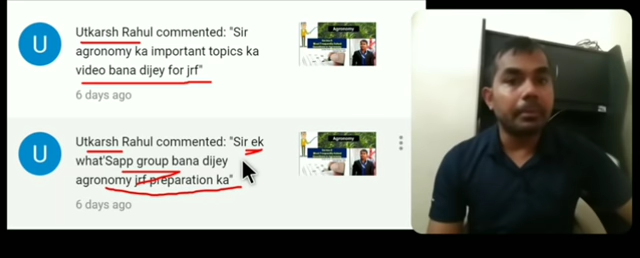 Utkarsh Rahul commented: "Sir
agronomy ka important topics ka
video bana dijey for jrf"
6 days ago
Agronomy
U
Utkarsh Rahul commented: "Sir ek
what'Sapp group bana dijey
agronomy jrf preparation ka"
6 days ago
Agronomy
U